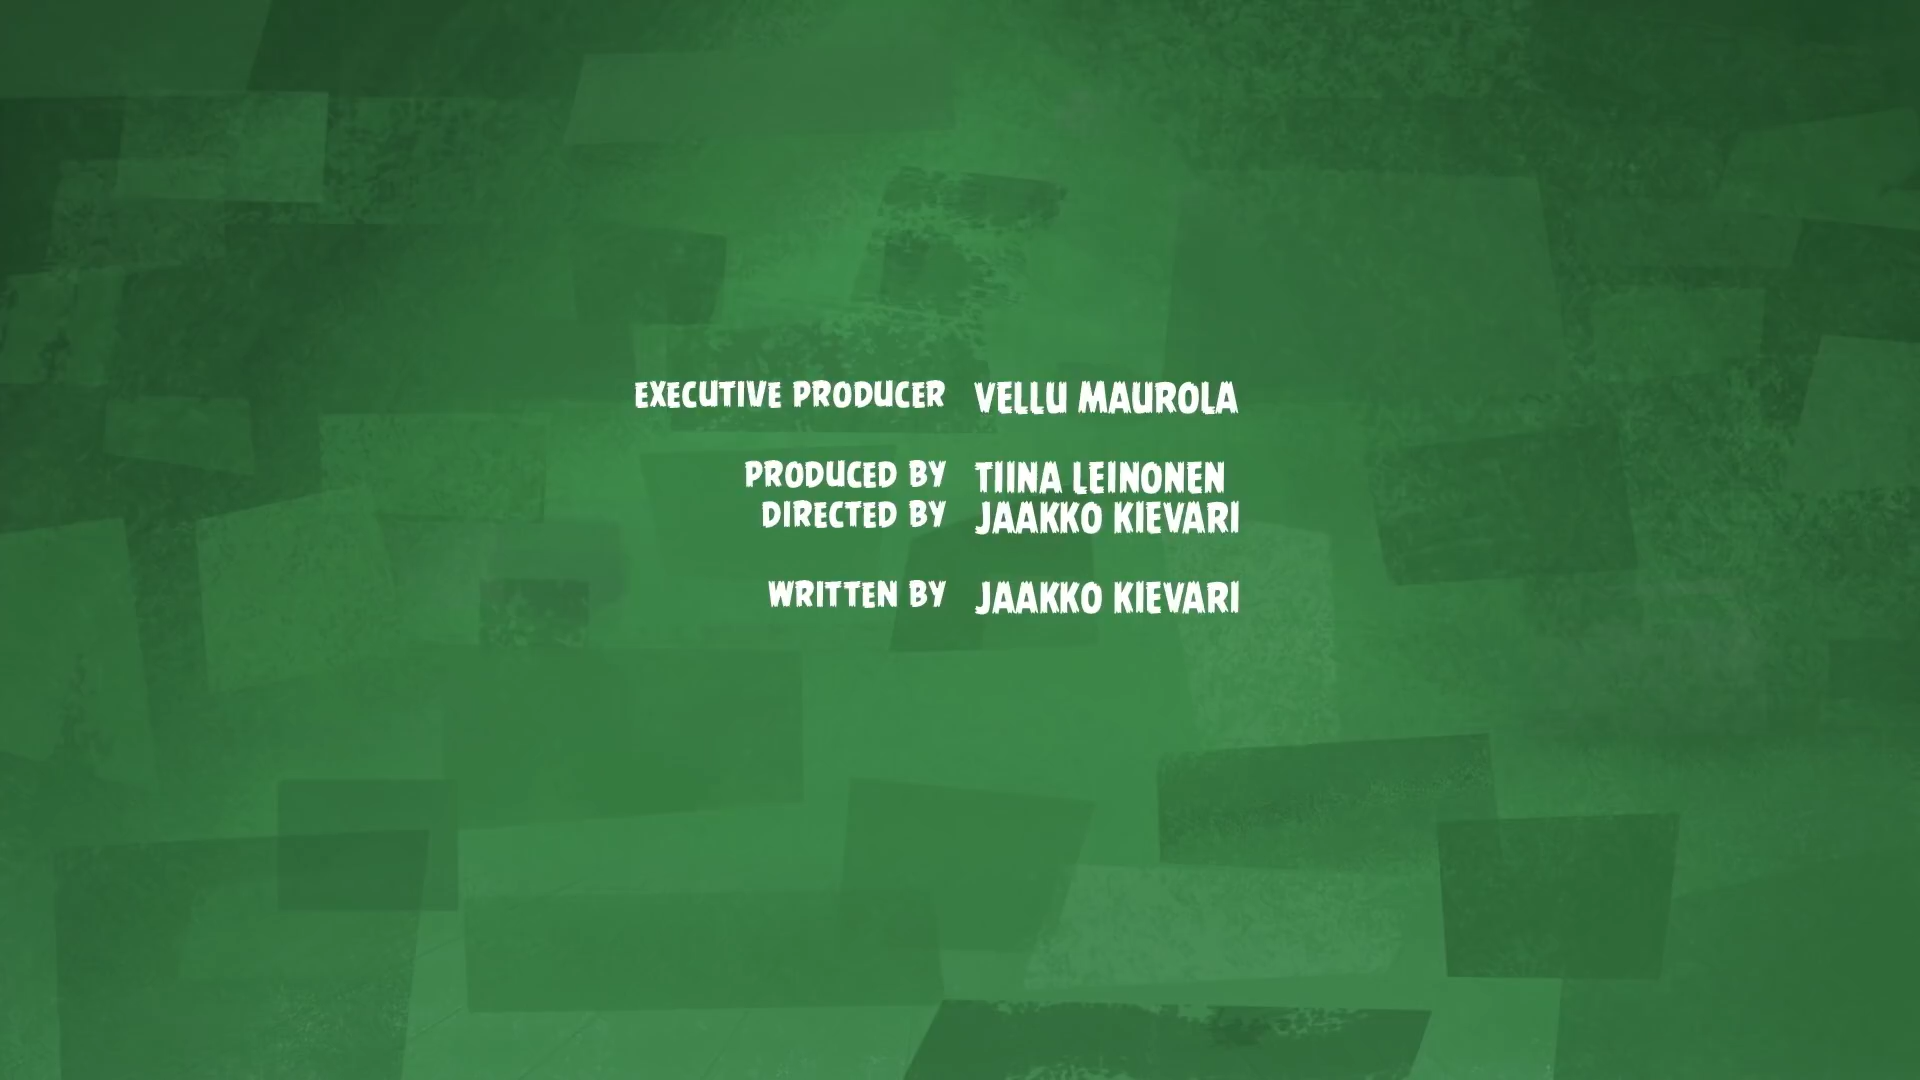 EXECUTIVE PRODUCER VELLU MAUROLA
PRODUCED BY TIINA LEINONEN
DIRECTED BY JAAKKO KIEVARI
WRITTEN BY JAAKKO KIEVARI